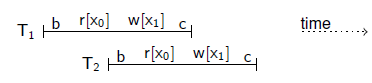 T₁ b r[x₀] w[x₁] c time
T₂ b r[x₀] w[x₁] c